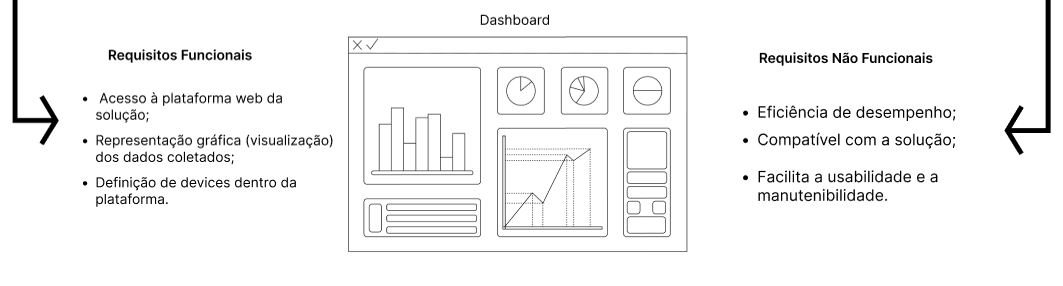 Dashboard
Requisitos Funcionais
• Acesso à plataforma web da
solução;
• Representação gráfica (visualização)
dos dados coletados;
• Definição de devices dentro da
plataforma.
Requisitos Não Funcionais
• Eficiência de desempenho;
• Compatível com a solução;
• Facilita a usabilidade e a
manutenibilidade.